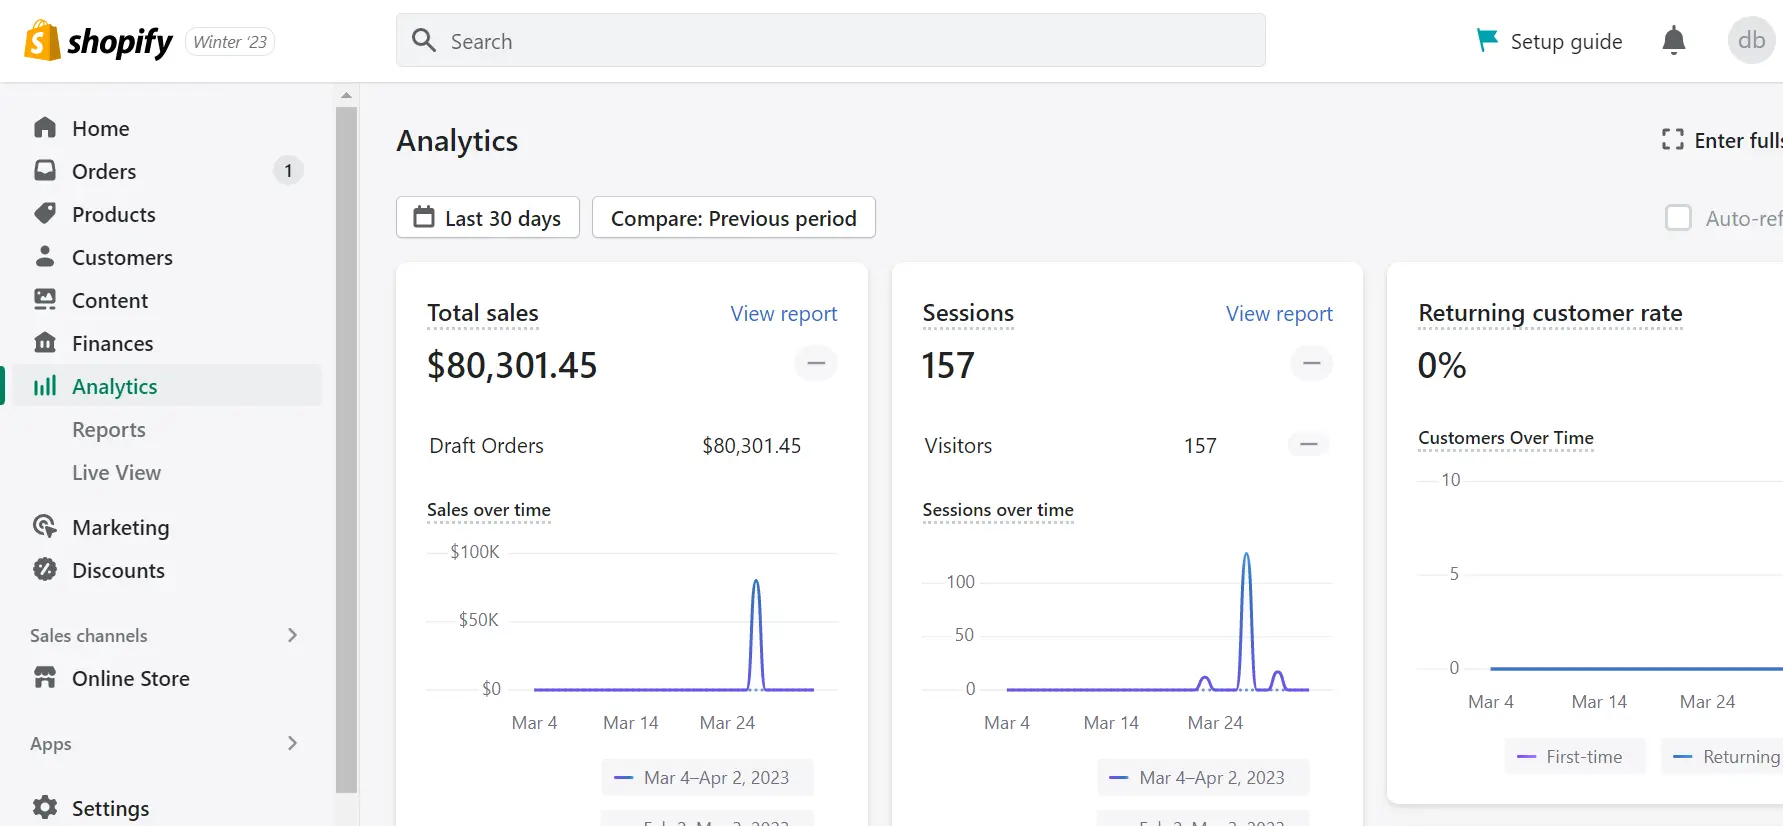 shopify
Winter '23
Search
Setup guide
db
Home
Orders
1
Products
Customers
Content
Finances
Analytics
Reports
Live View
Marketing
Discounts
Sales channels
Online Store
Apps
Settings
Analytics
Enter fulls
Last 30 days
Compare: Previous period
Auto-ref
Total sales
View report
$80,301.45
Draft Orders
$80,301.45
Sales over time
$100K
$50K
$0
Mar 4
Mar 14
Mar 24
Mar 4–Apr 2, 2023
Sessions
View report
157
Visitors
157
Sessions over time
100
50
0
Mar 4
Mar 14
Mar 24
Mar 4–Apr 2, 2023
Returning customer rate
0%
Customers Over Time
10
5
0
Mar 4
Mar 14
Mar 24
First-time
Returning